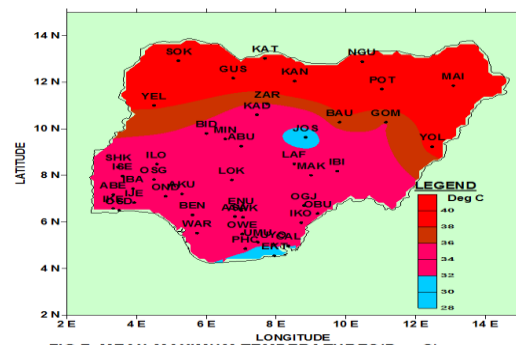 14 N
12 N
10 N
8 N
6 N
4 N
2 N
LATITUDE
SOK
KAT
NGU
GUS
KAN
POT
MAI
YEL
ZAR
KAD
BAU
GOM
BID
MIN
ABU
JOS
YOL
SHK
ILO
LAF
IBI
OSG
LOK
MAK
IBA
ABE
OND
AKU
BEN
ENU
OGJ
OBU
WAR
OWE
IKO
UMU
PHC
CAL
EKT
LEGEND
Deg C
40
38
36
34
32
30
28
2 E
4 E
6 E
8 E
10 E
12 E
14 E
LONGITUDE